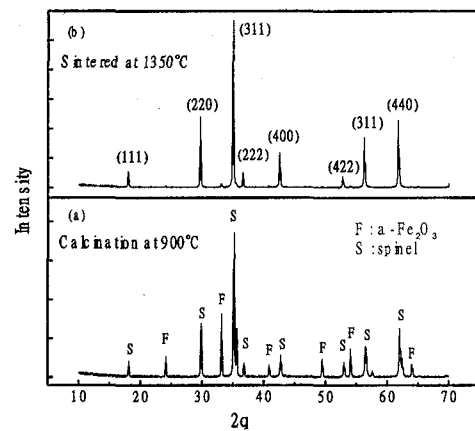 (b)
Sintered at 1350°C
(311)
(220)
(440)
(111)
(222)
(400)
(422)
(311)
Intensity
(a)
Calcination at 900°C
F : a -Fe₂O₃
S :spinel
S
F
S
F
S
S
F
S
F
S
F
S
S
F
10 20 30 40 50 60 70
2q